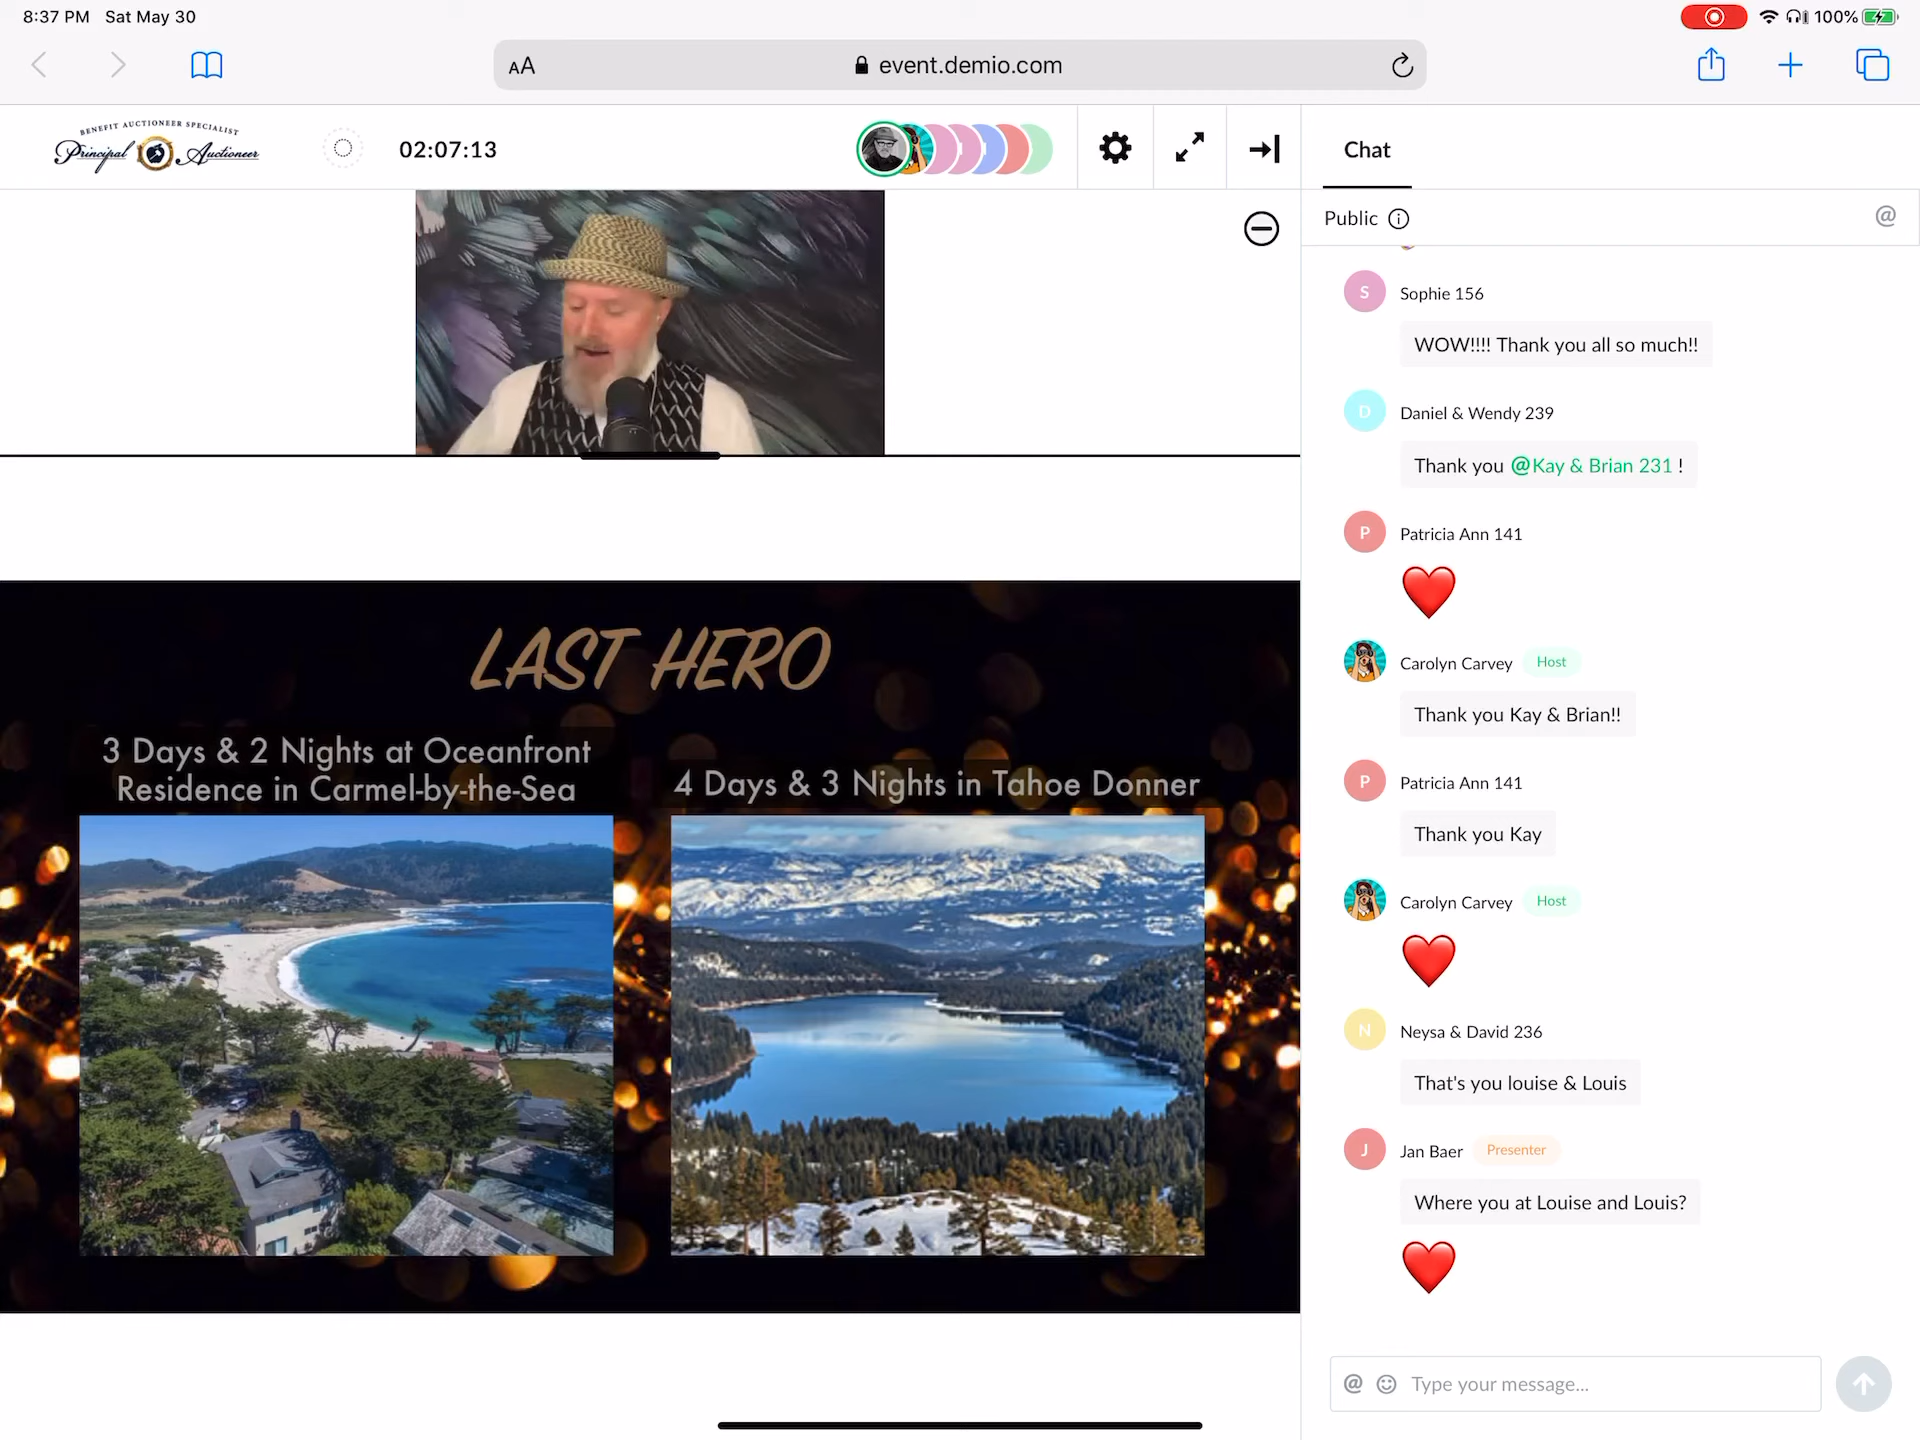 8:37 PM Sat May 30
100%
AA
event.demio.com
BENEFIT AUCTIONEER SPECIALIST
Principal Auctioneer
02:07:13
Chat
Public
@
S
Sophie 156
WOW!!!! Thank you all so much!!
D
Daniel & Wendy 239
Thank you @Kay & Brian 231 !
P
Patricia Ann 141
Carolyn Carvey Host
Thank you Kay & Brian!!
P
Patricia Ann 141
Thank you Kay
Carolyn Carvey Host
N
Neysa & David 236
That's you louise & Louis
J
Jan Baer Presenter
Where you at Louise and Louis?
@ Type your message...
LAST HERO
3 Days & 2 Nights at Oceanfront
Residence in Carmel-by-the-Sea
4 Days & 3 Nights in Tahoe Donner